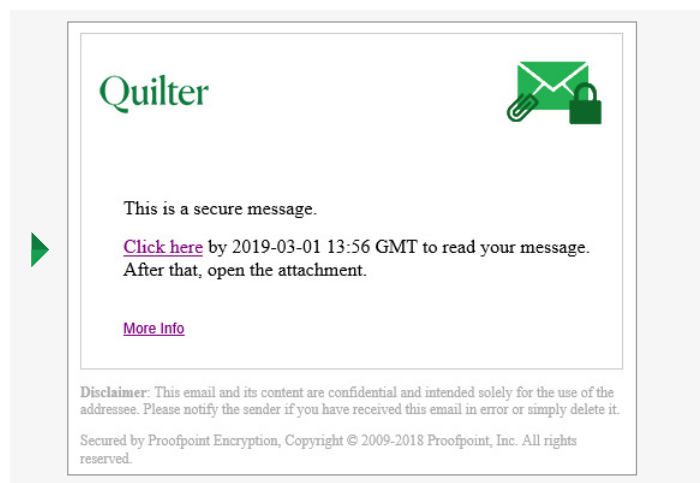 Quilter
This is a secure message.
Click here by 2019-03-01 13:56 GMT to read your message.
After that, open the attachment.
More Info
Disclaimer: This email and its content are confidential and intended solely for the use of the
addressee. Please notify the sender if you have received this email in error or simply delete it.
Secured by Proofpoint Encryption, Copyright © 2009-2018 Proofpoint, Inc. All rights
reserved.